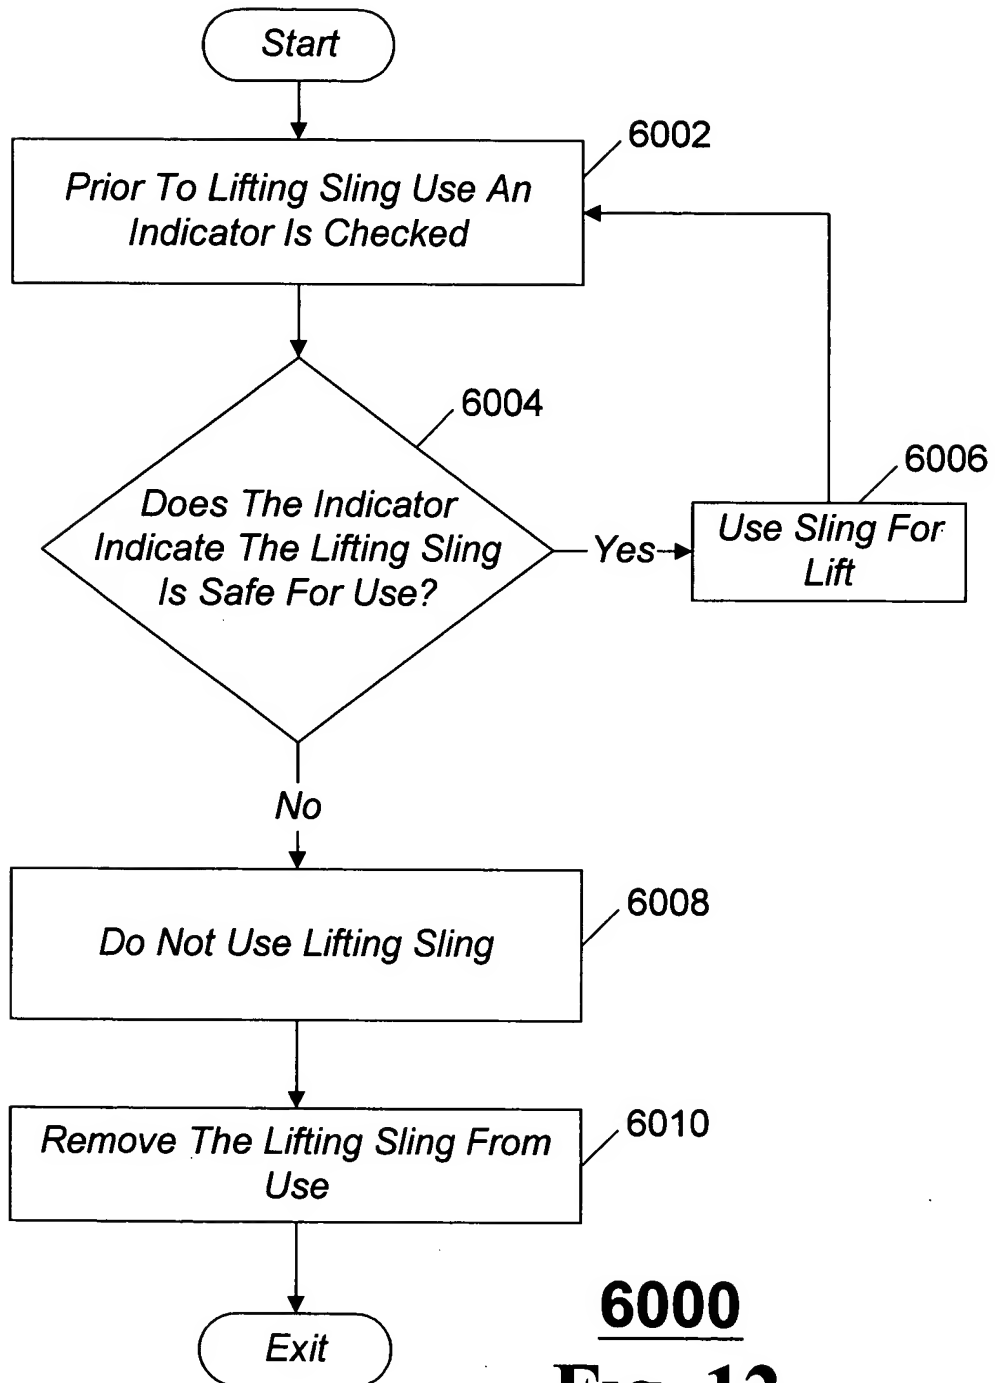 Start
6002
Prior To Lifting Sling Use An
Indicator Is Checked
6004
Does The Indicator
Indicate The Lifting Sling
Is Safe For Use?
Yes
6006
Use Sling For
Lift
No
6008
Do Not Use Lifting Sling
6010
Remove The Lifting Sling From
Use
Exit
6000